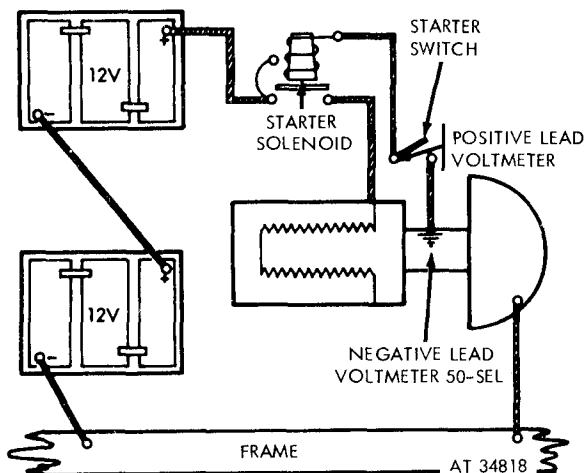 12V
+
-
STARTER
SOLENOID
STARTER
SWITCH
POSITIVE LEAD
VOLTMETER
12V
+
-
NEGATIVE LEAD
VOLTMETER 50-SEL
FRAME
AT 34818